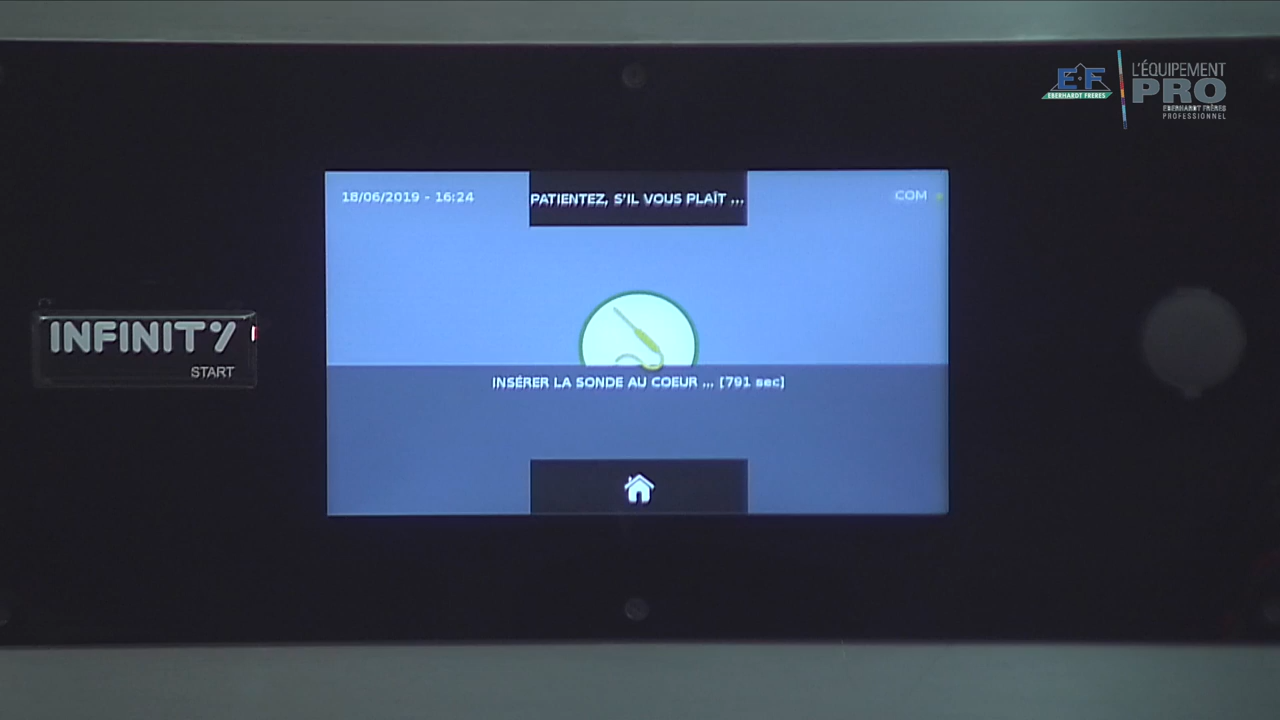 L'ÉQUIPEMENT
PRO
EBERHARDT FRÈRES
PROFESSIONNEL
E·F
EBERHARDT FRÈRES
18/06/2019 - 16:24
PATIENTEZ, S'IL VOUS PLAÎT ...
COM
INFINITY
START
INSÉRER LA SONDE AU COEUR ... [791 sec]